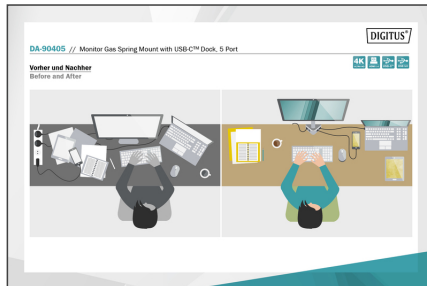 DIGITUS®
DA-90405 // Monitor Gas Spring Mount with USB-C™ Dock, 5 Port
4K
Vorher und Nachher
Before and After